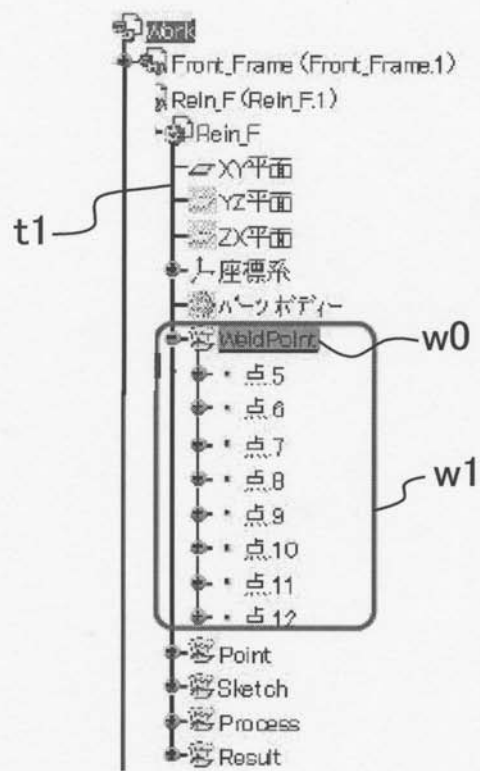 Work
Front_Frame (Front_Frame.1)
Rein_F (Rein_F.1)
Rein_F
XY平面
YZ平面
ZX平面
t1
座標系
パーツボディー
WeldPoint
w0
点.5
点.6
点.7
点.8
w1
点.9
点.10
点.11
点.12
Point
Sketch
Process
Result